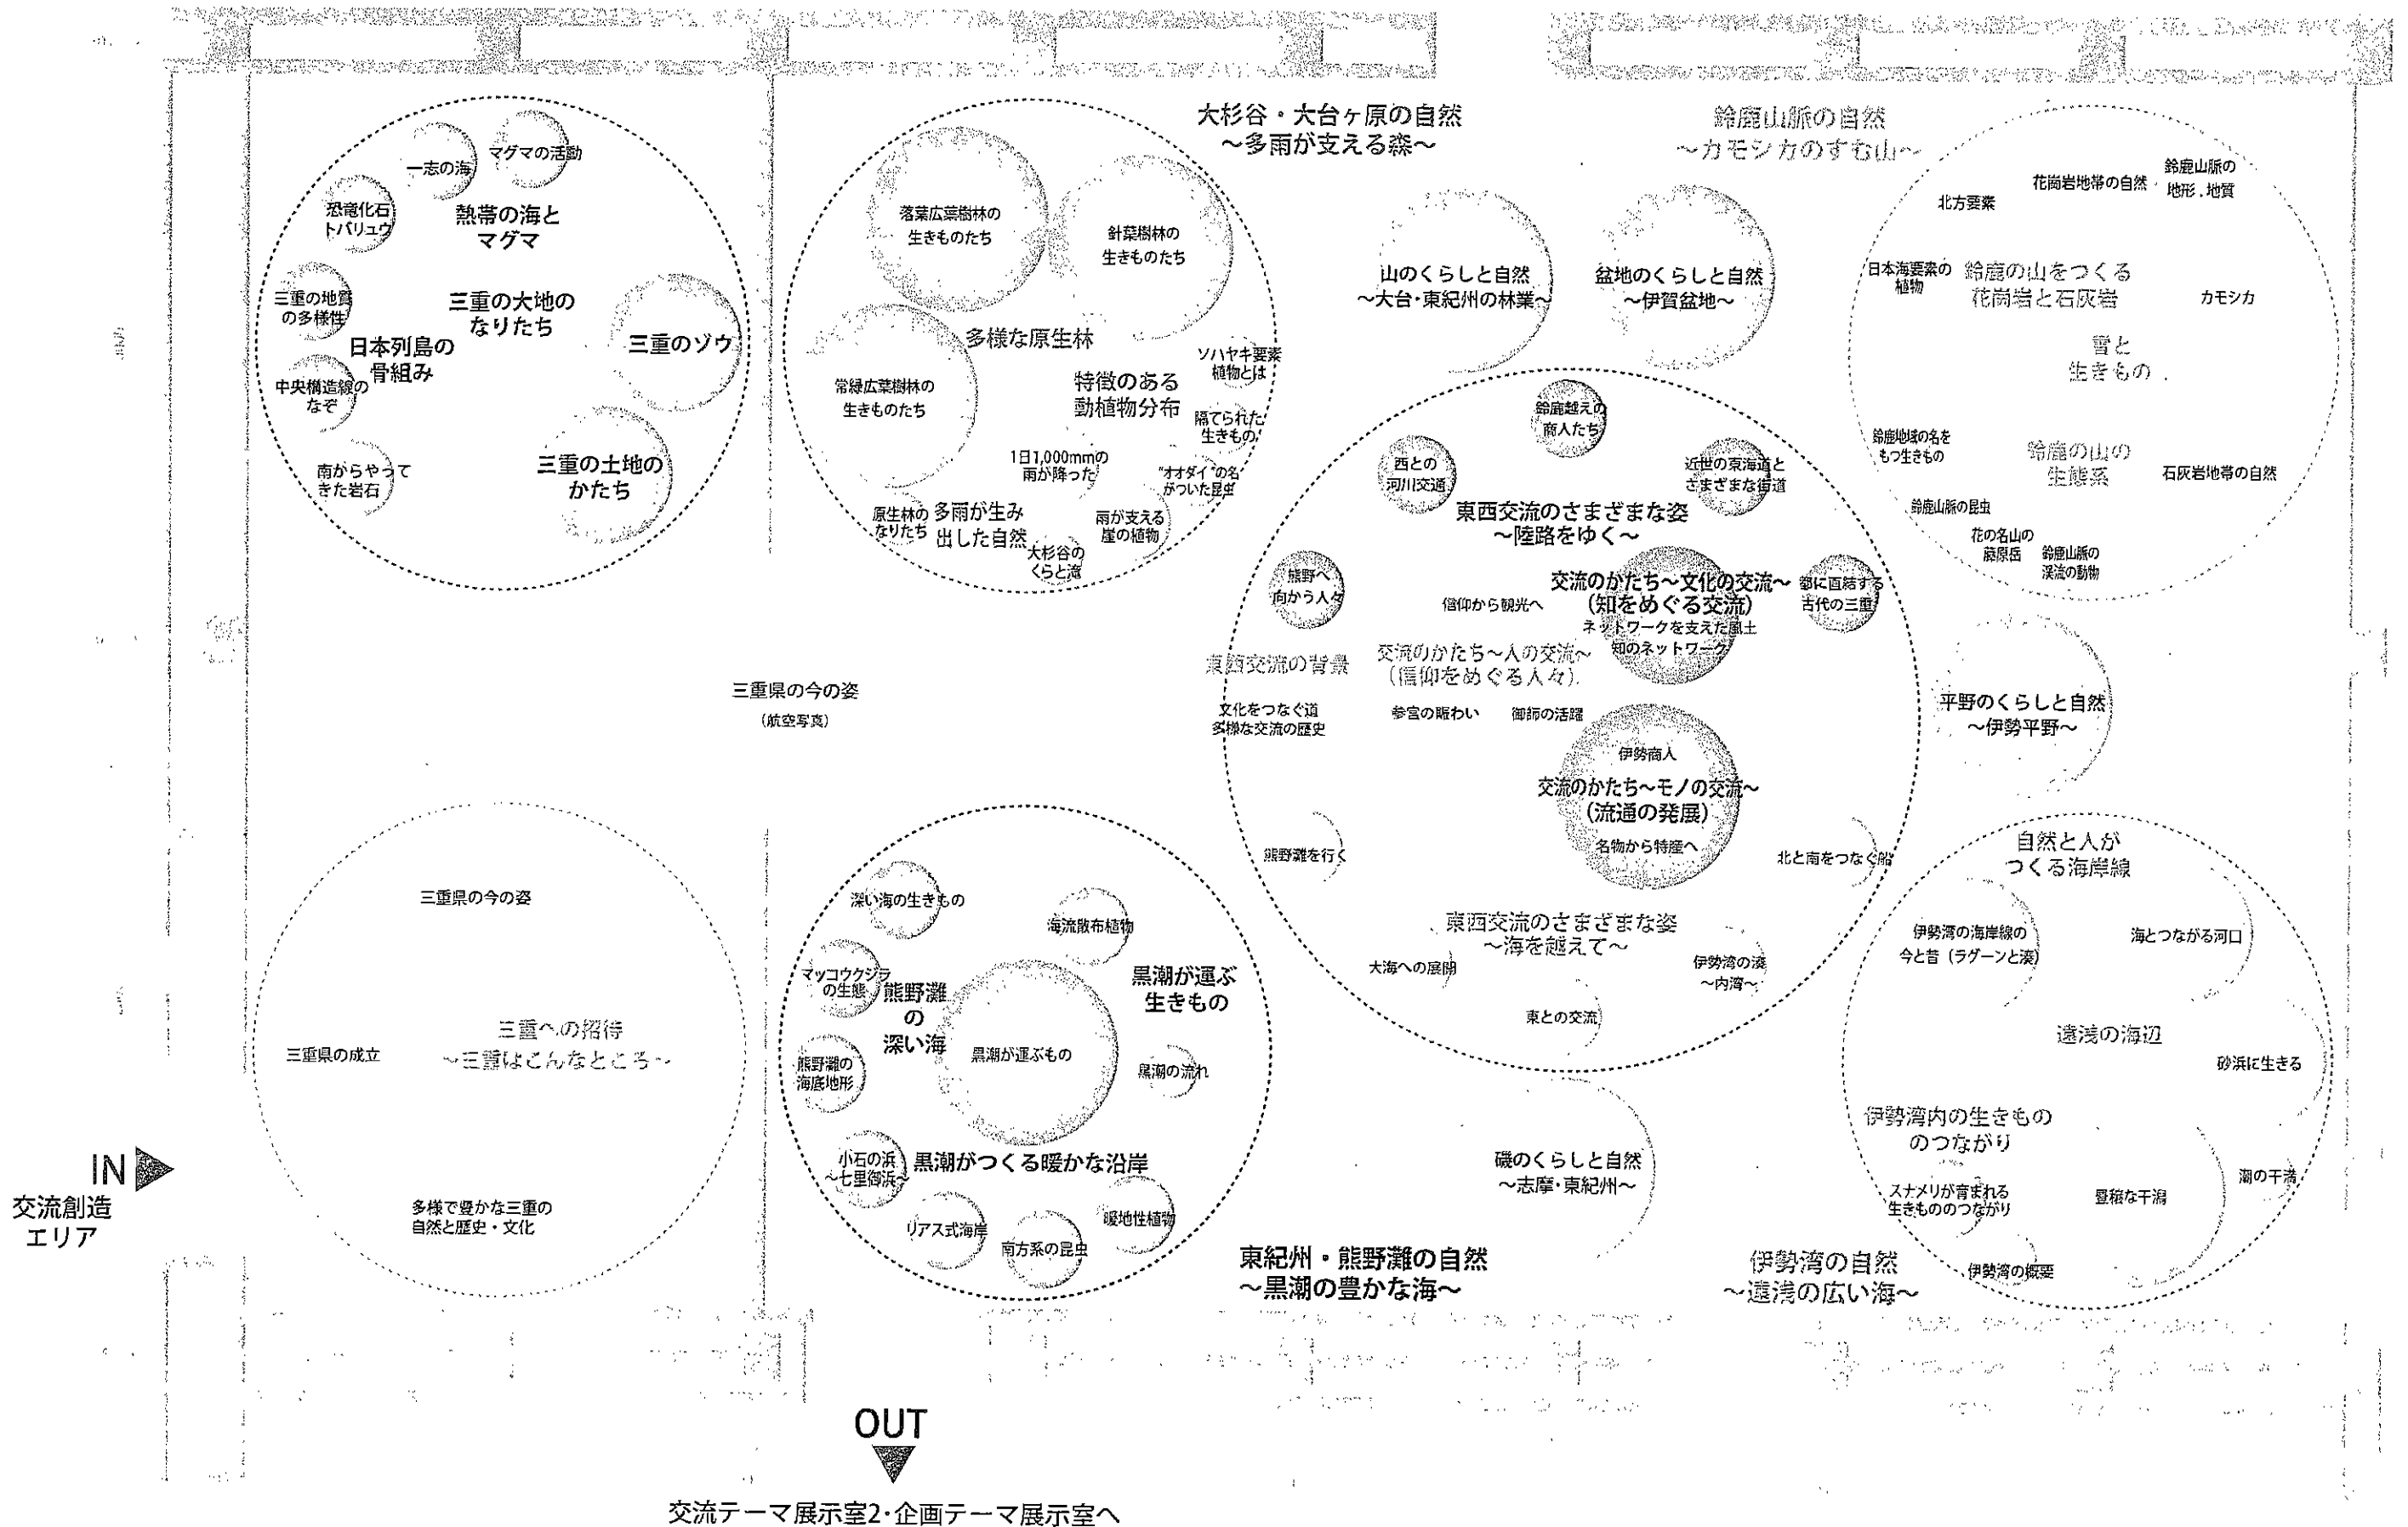 大杉谷・大台ヶ原の自然
～多雨が支える森～
鈴鹿山脈の自然
～カモシカのすむ山～
マグマの活動
一志の海
恐竜化石
トバリュウ
熱帯の海と
マグマ
三重の地質
の多様性
三重の大地の
なりたち
日本列島の
骨組み
三重のゾウ
中央構造線の
なぞ
南からやって
きた岩石
三重の土地の
かたち
落葉広葉樹林の
生きものたち
針葉樹林の
生きものたち
多様な原生林
常緑広葉樹林の
生きものたち
特徴のある
動植物分布
ソハヤキ要素
植物とは
隔てられた
生きもの
1日1,000mmの
雨が降った
"オオダイ"の名
がついた昆虫
原生林の
なりたち
多雨が生み
出した自然
雨が支える
崖の植物
大杉谷の
くらと滝
山のくらしと自然
～大台・東紀州の林業～
盆地のくらしと自然
～伊賀盆地～
北方要素
花崗岩地帯の自然
鈴鹿山脈の
地形・地質
日本海要素の
植物
鈴鹿の山をつくる
花崗岩と石灰岩
カモシカ
雪と
生きもの
鈴鹿地域の名を
もつ生きもの
鈴鹿の山の
生態系
石灰岩地帯の自然
鈴鹿山脈の昆虫
花の名山の
藤原岳
鈴鹿山脈の
渓流の動物
鈴鹿越えの
商人たち
西との
河川交通
近世の東海道と
さまざまな街道
東西交流のさまざまな姿
～陸路をゆく～
熊野へ
向かう人々
信仰から観光へ
交流のかたち～文化の交流～
（知をめぐる交流）
ネットワークを支えた風土
知のネットワーク
都に直結する
古代の三重
東西交流の背景
交流のかたち～人の交流～
（信仰をめぐる人々）
文化をつなぐ道
多様な交流の歴史
参宮の賑わい
御師の活躍
伊勢商人
交流のかたち～モノの交流～
（流通の発展）
名物から特産へ
熊野灘を行く
北と南をつなぐ船
東西交流のさまざまな姿
～海を越えて～
大海への展開
伊勢湾の湊
～内湾～
東との交流
平野のくらしと自然
～伊勢平野～
三重県の今の姿
（航空写真）
三重県の今の姿
三重県の成立
三重への招待
～三重はこんなところ～
多様で豊かな三重の
自然と歴史・文化
深い海の生きもの
海流散布植物
マッコウクジラ
の生態
熊野灘
の
深い海
黒潮が運ぶ
生きもの
黒潮が運ぶもの
熊野灘の
海底地形
黒潮の流れ
小石の浜
～七里御浜～
黒潮がつくる暖かな沿岸
リアス式海岸
南方系の昆虫
暖地性植物
東紀州・熊野灘の自然
～黒潮の豊かな海～
磯のくらしと自然
～志摩・東紀州～
自然と人が
つくる海岸線
伊勢湾の海岸線の
今と昔（ラグーンと湊）
海とつながる河口
遠浅の海辺
砂浜に生きる
伊勢湾内の生きもの
のつながり
スナメリが育まれる
生きもののつながり
豊穣な干潟
潮の干満
伊勢湾の概要
伊勢湾の自然
～遠浅の広い海～
IN
交流創造
エリア
OUT
交流テーマ展示室2・企画テーマ展示室へ